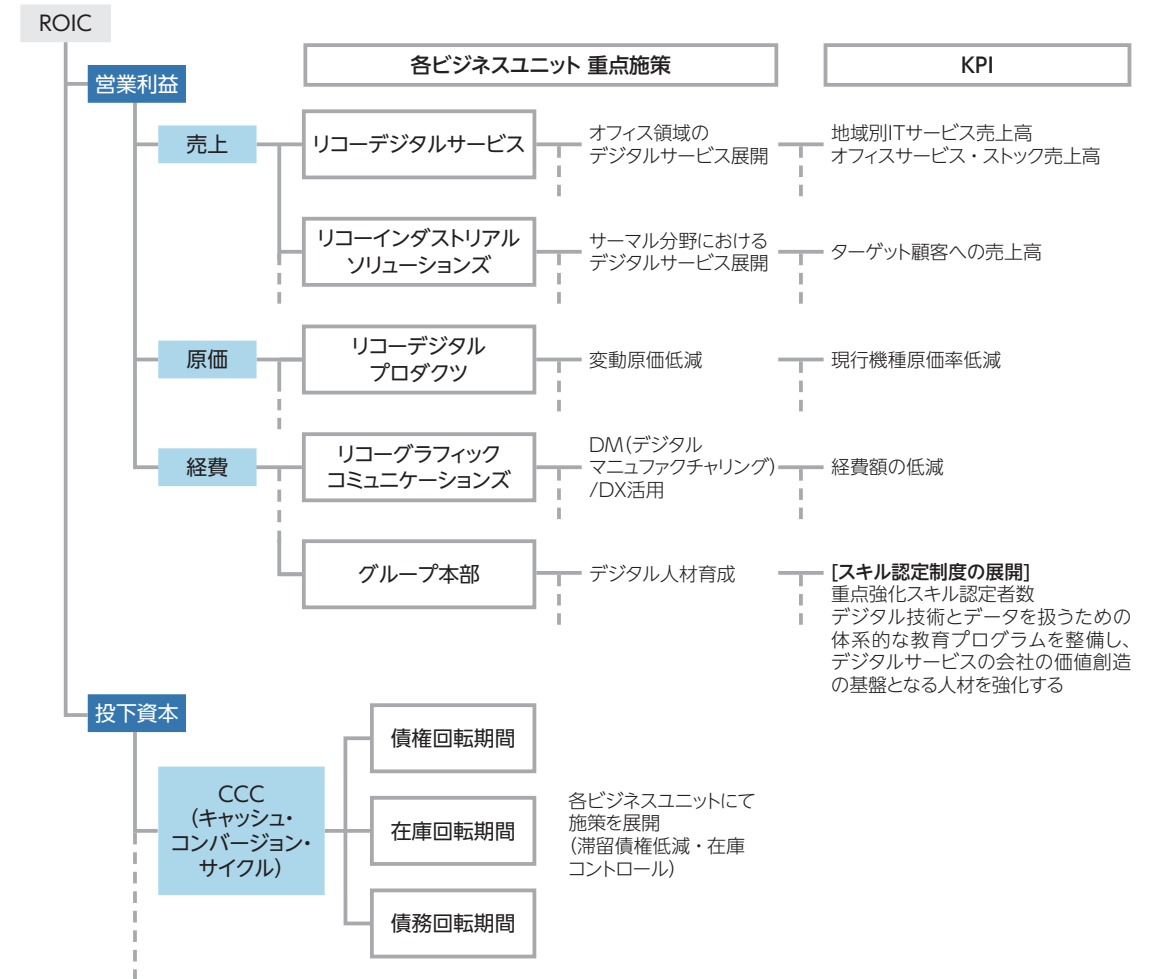 ROIC
各ビジネスユニット 重点施策
KPI
営業利益
売上
リコーデジタルサービス
オフィス領域の
デジタルサービス展開
地域別ITサービス売上高
オフィスサービス・ストック売上高
リコーインダストリアル
ソリューションズ
サーマル分野における
デジタルサービス展開
ターゲット顧客への売上高
原価
リコーデジタル
プロダクツ
変動原価低減
現行機種原価率低減
経費
リコーグラフィック
コミュニケーションズ
DM(デジタル
マニュファクチャリング)
/DX活用
経費額の低減
グループ本部
デジタル人材育成
[スキル認定制度の展開]
重点強化スキル認定者数
デジタル技術とデータを扱うための
体系的な教育プログラムを整備し、
デジタルサービスの会社の価値創造
の基盤となる人材を強化する
投下資本
CCC
(キャッシュ・
コンバージョン・
サイクル)
債権回転期間
在庫回転期間
債務回転期間
各ビジネスユニットにて
施策を展開
(滞留債権低減・在庫
コントロール)